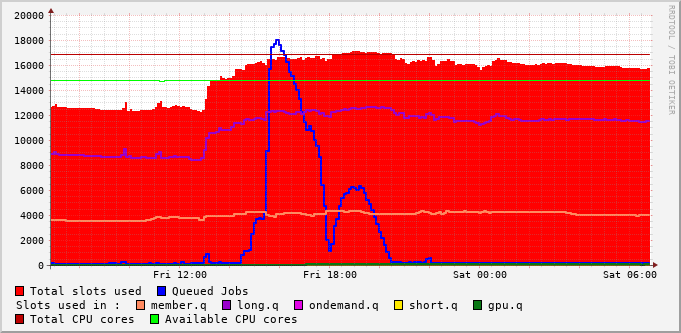 RRDTOOL / TOBI OETIKER
20000
18000
16000
14000
12000
10000
8000
6000
4000
2000
0
Fri 12:00 Fri 18:00 Sat 00:00 Sat 06:00
Total slots used Queued Jobs
Slots used in : member.q long.q ondemand.q short.q gpu.q
Total CPU cores Available CPU cores